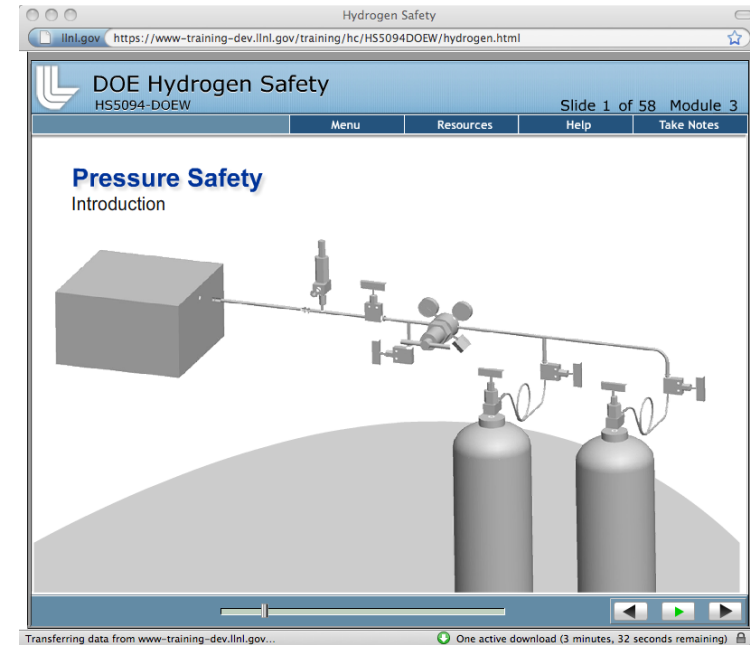 Hydrogen Safety
llnl.gov https://www-training-dev.llnl.gov/training/hc/HS5094DOEW/hydrogen.html
DOE Hydrogen Safety
HS5094-DOEW
Slide 1 of 58 Module 3
Menu Resources Help Take Notes
Pressure Safety
Introduction
Transferring data from www-training-dev.llnl.gov... One active download (3 minutes, 32 seconds remaining)